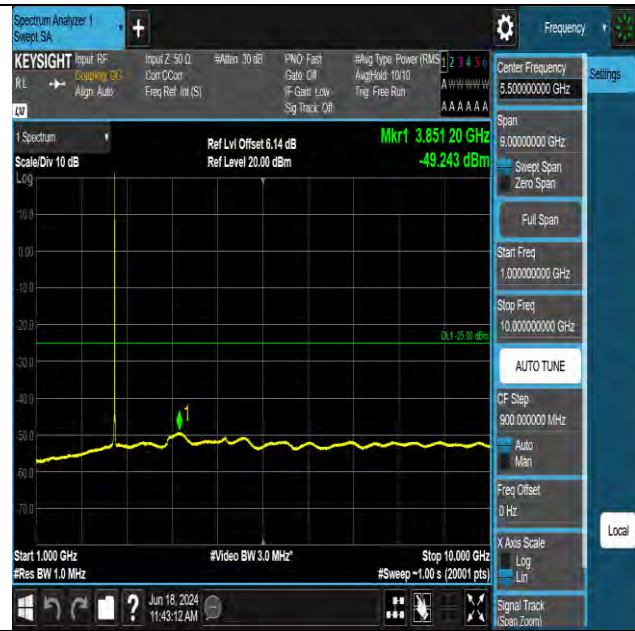 Spectrum Analyzer 1
Swept SA
+
Frequency
KEYSIGHT
RL
Input: RF
Coupling: DC
Align: Auto
Input Z: 50 Ω
Corr CCorr
Freq Ref: Int (S)
#Atten: 30 dB
PNO: Fast
Gate: Off
IF Gain: Low
Sig Track: Off
#Avg Type: Power (RMS
Avg|Hold: 10/10
Trig: Free Run
1 2 3 4 5 6
A W W W W W
A A A A A A
1 Spectrum
Scale/Div 10 dB
Ref Lvl Offset 6.14 dB
Ref Level 20.00 dBm
Mkr1 3.851 20 GHz
-49.243 dBm
Log
10.0
0.00
-10.0
-20.0
-30.0
-40.0
-50.0
-60.0
-70.0
DL1 -25.00 dBm
1
Start 1.000 GHz
#Res BW 1.0 MHz
#Video BW 3.0 MHz*
Stop 10.000 GHz
#Sweep ~1.00 s (20001 pts)
Jun 18, 2024
11:43:12 AM
?
Center Frequency
5.500000000 GHz
Settings
Span
9.00000000 GHz
Swept Span
Zero Span
Full Span
Start Freq
1.000000000 GHz
Stop Freq
10.000000000 GHz
AUTO TUNE
CF Step
900.000000 MHz
Auto
Man
Freq Offset
0 Hz
X Axis Scale
Log
Lin
Signal Track
(Span Zoom)
Local